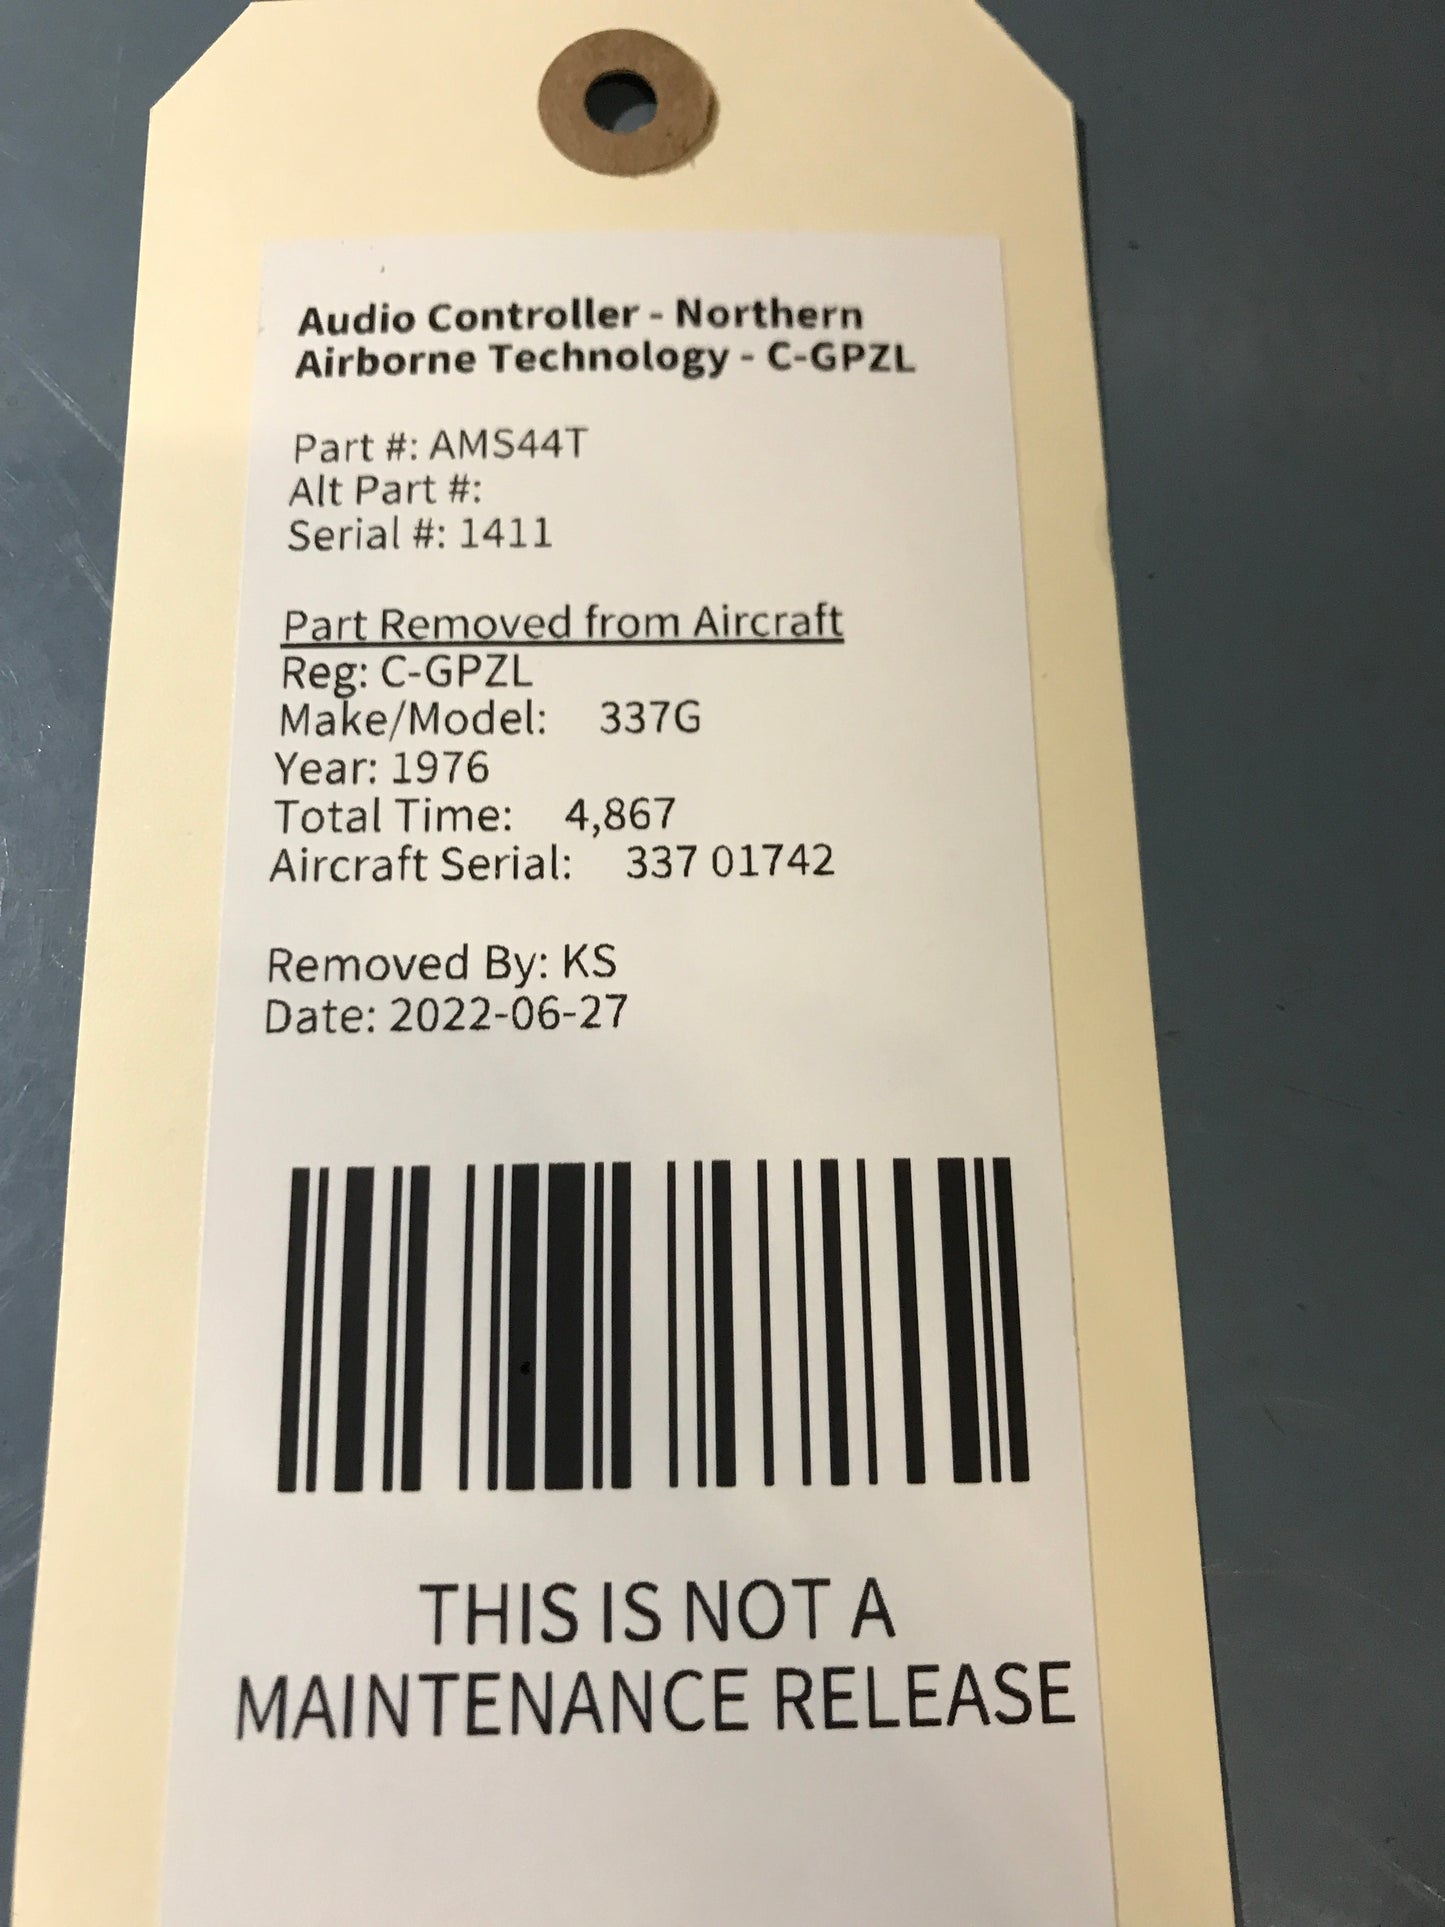 Audio Controller - Northern
Airborne Technology - C-GPZL
Part #: AMS44T
Alt Part #:
Serial #: 1411
Part Removed from Aircraft
Reg: C-GPZL
Make/Model: 337G
Year: 1976
Total Time: 4,867
Aircraft Serial: 337 01742
Removed By: KS
Date: 2022-06-27
THIS IS NOT A
MAINTENANCE RELEASE